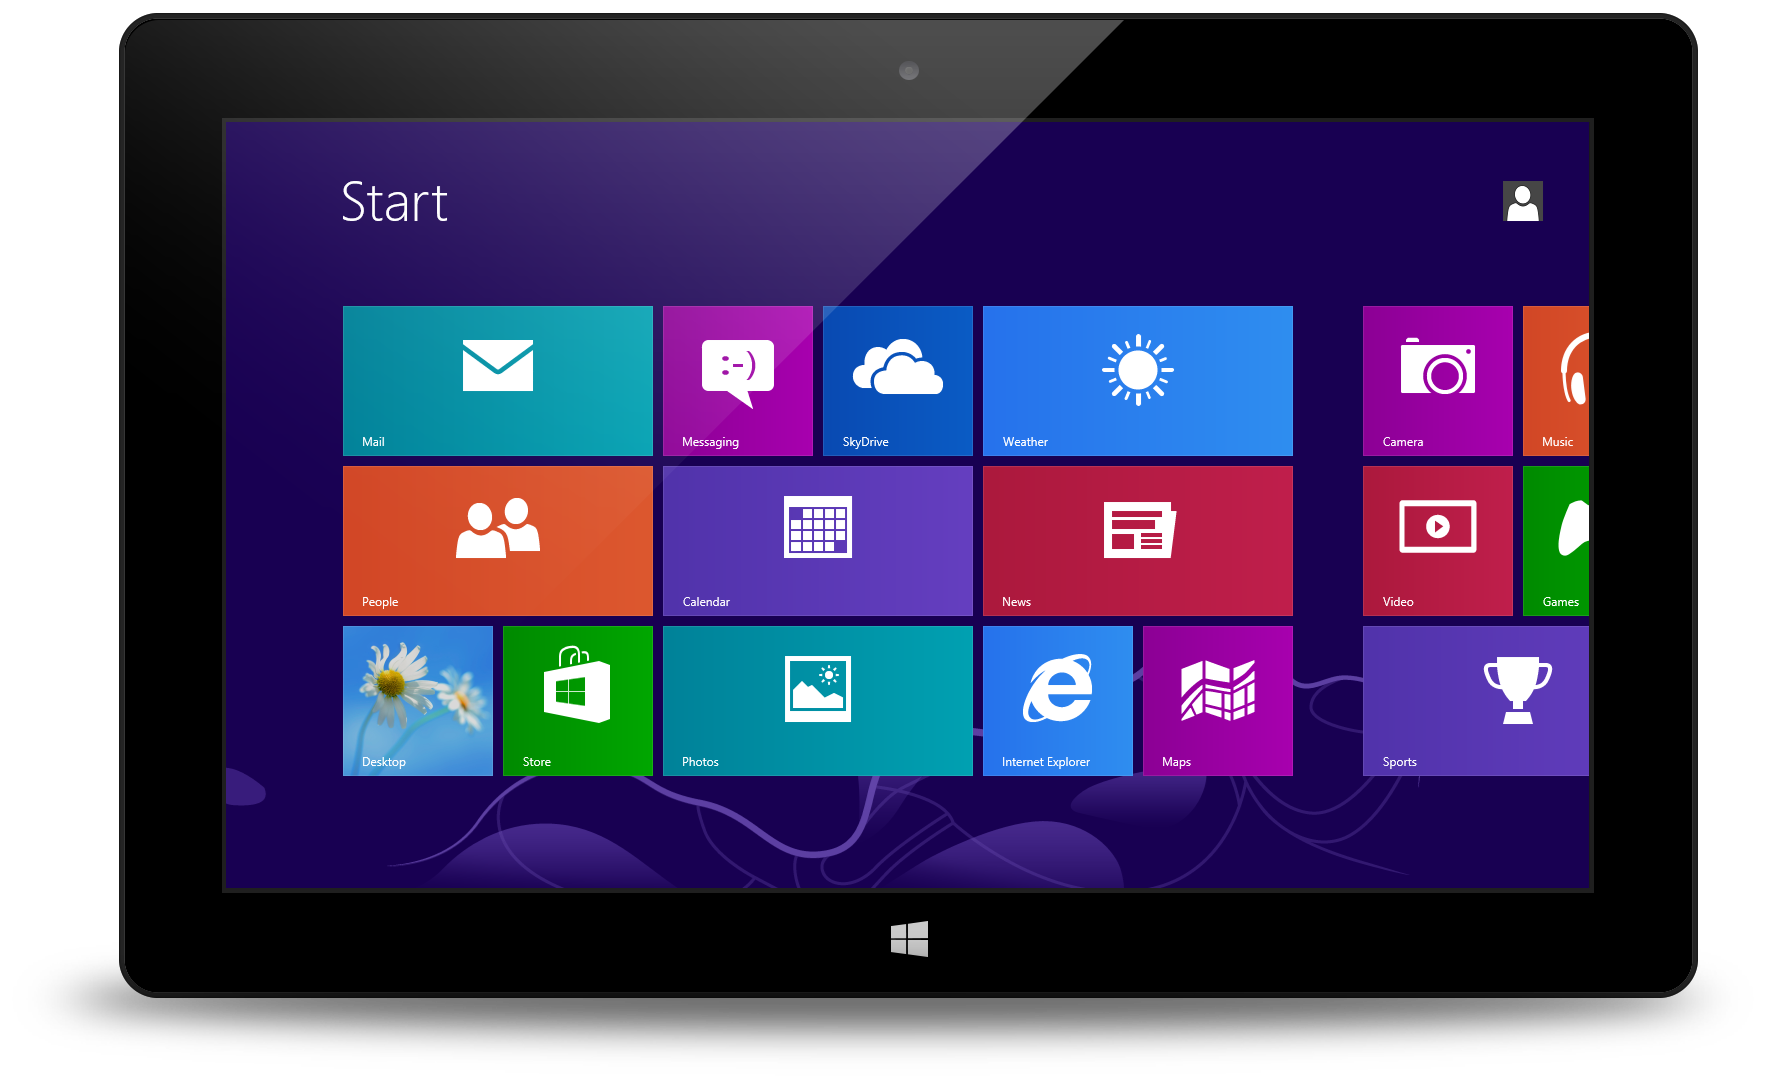 Start
Mail
Messaging
SkyDrive
Weather
Camera
Music
:-)
People
Calendar
News
Video
Games
Desktop
Store
Photos
Internet Explorer
Maps
Sports